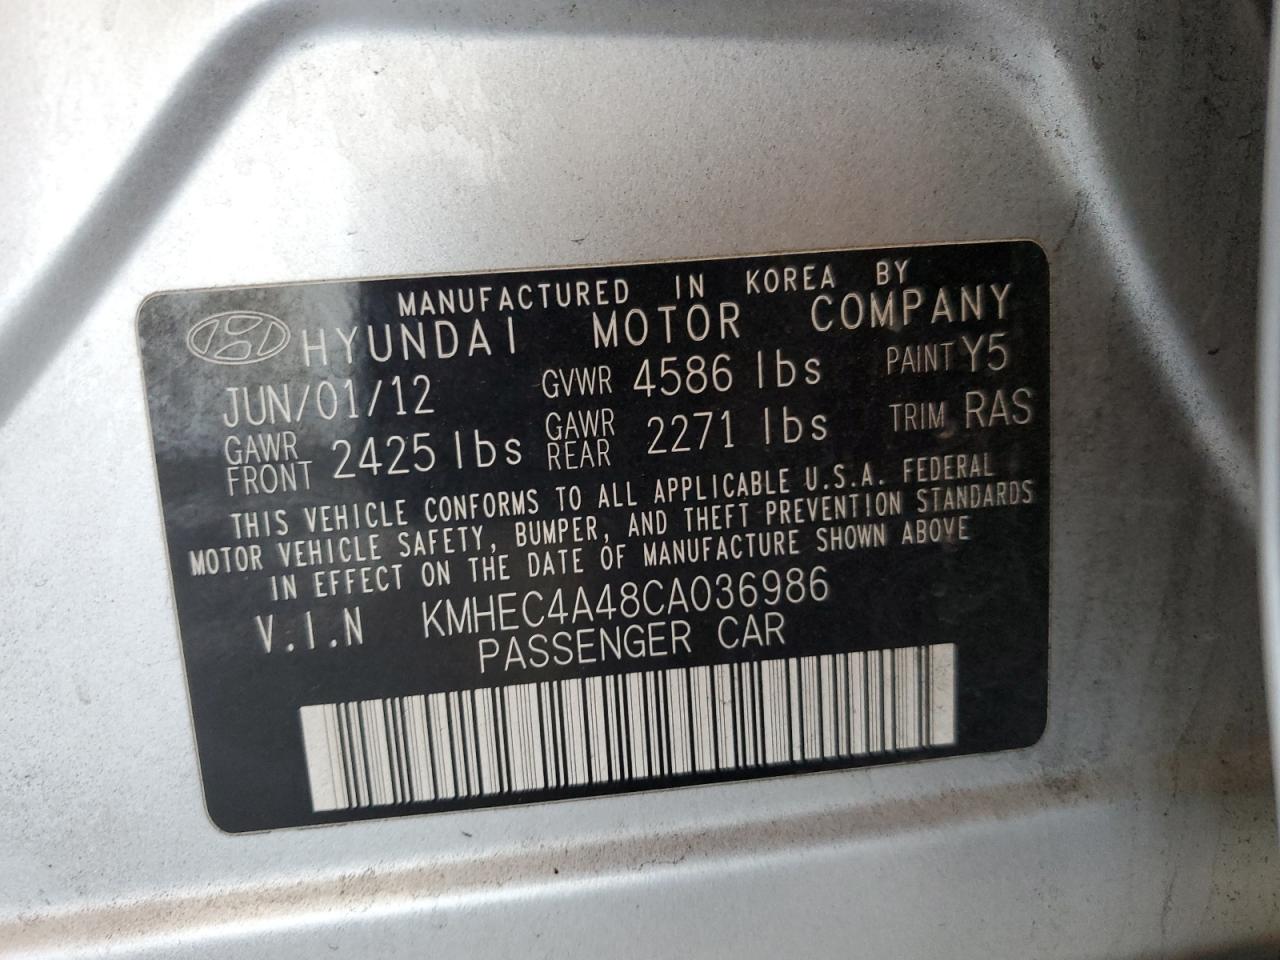 MANUFACTURED IN KOREA BY
HYUNDAI MOTOR COMPANY
JUN/01/12 GVWR 4586 lbs PAINT Y5
GAWR FRONT 2425 lbs GAWR REAR 2271 lbs TRIM RAS
THIS VEHICLE CONFORMS TO ALL APPLICABLE U.S.A. FEDERAL
MOTOR VEHICLE SAFETY, BUMPER, AND THEFT PREVENTION STANDARDS
IN EFFECT ON THE DATE OF MANUFACTURE SHOWN ABOVE
V.I.N KMHEC4A48CA036986
PASSENGER CAR